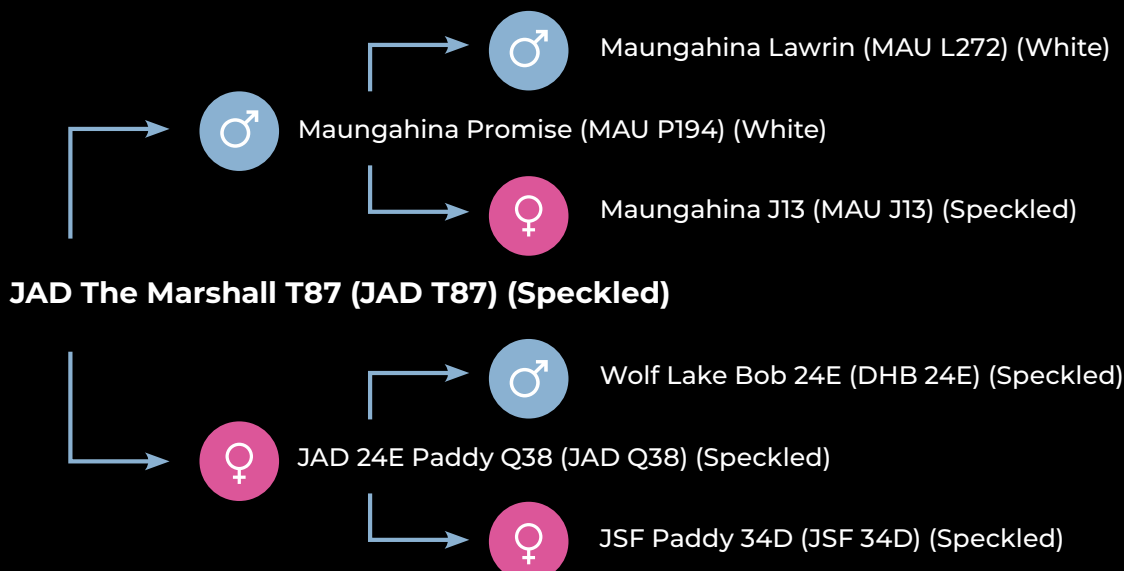 Maungahina Lawrin (MAU L272) (White)
Maungahina Promise (MAU P194) (White)
Maungahina J13 (MAU J13) (Speckled)
JAD The Marshall T87 (JAD T87) (Speckled)
Wolf Lake Bob 24E (DHB 24E) (Speckled)
JAD 24E Paddy Q38 (JAD Q38) (Speckled)
JSF Paddy 34D (JSF 34D) (Speckled)